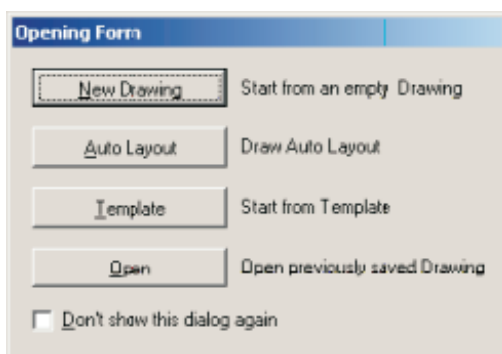 Opening Form
New Drawing Start from an empty Drawing
Auto Layout Draw Auto Layout
Template Start from Template
Open Open previously saved Drawing
Don't show this dialog again